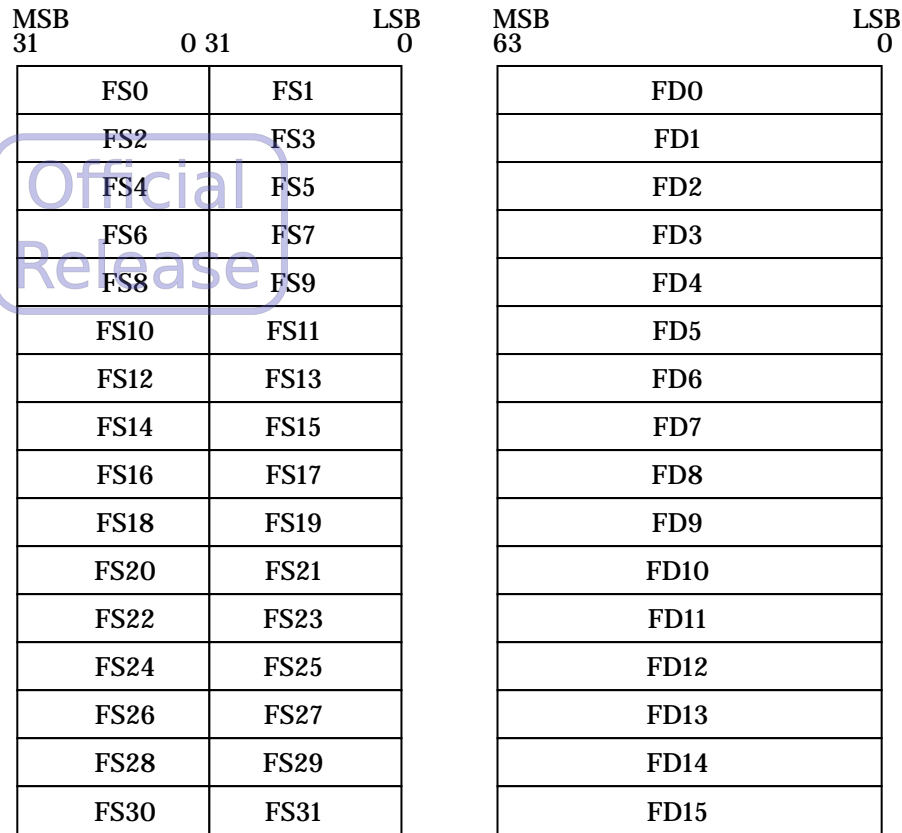 MSB LSB MSB LSB
31 0 31 0 63 0
FS0 FS1 FD0
FS2 FS3 FD1
FS4 FS5 FD2
FS6 FS7 FD3
FS8 FS9 FD4
FS10 FS11 FD5
FS12 FS13 FD6
FS14 FS15 FD7
FS16 FS17 FD8
FS18 FS19 FD9
FS20 FS21 FD10
FS22 FS23 FD11
FS24 FS25 FD12
FS26 FS27 FD13
FS28 FS29 FD14
FS30 FS31 FD15
Official
Release